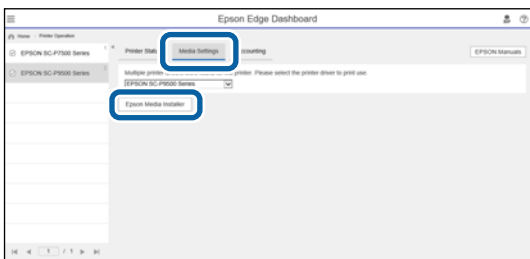 Epson Edge Dashboard
Home Printer Operation
EPSON SC-P7500 Series
EPSON SC-P9500 Series
Printer Stat
Media Settings
counting
EPSON Manuals
Multiple printer
printer. Please select the printer driver to print use.
EPSON SC-P9500 Series
Epson Media Installer
1 / 1